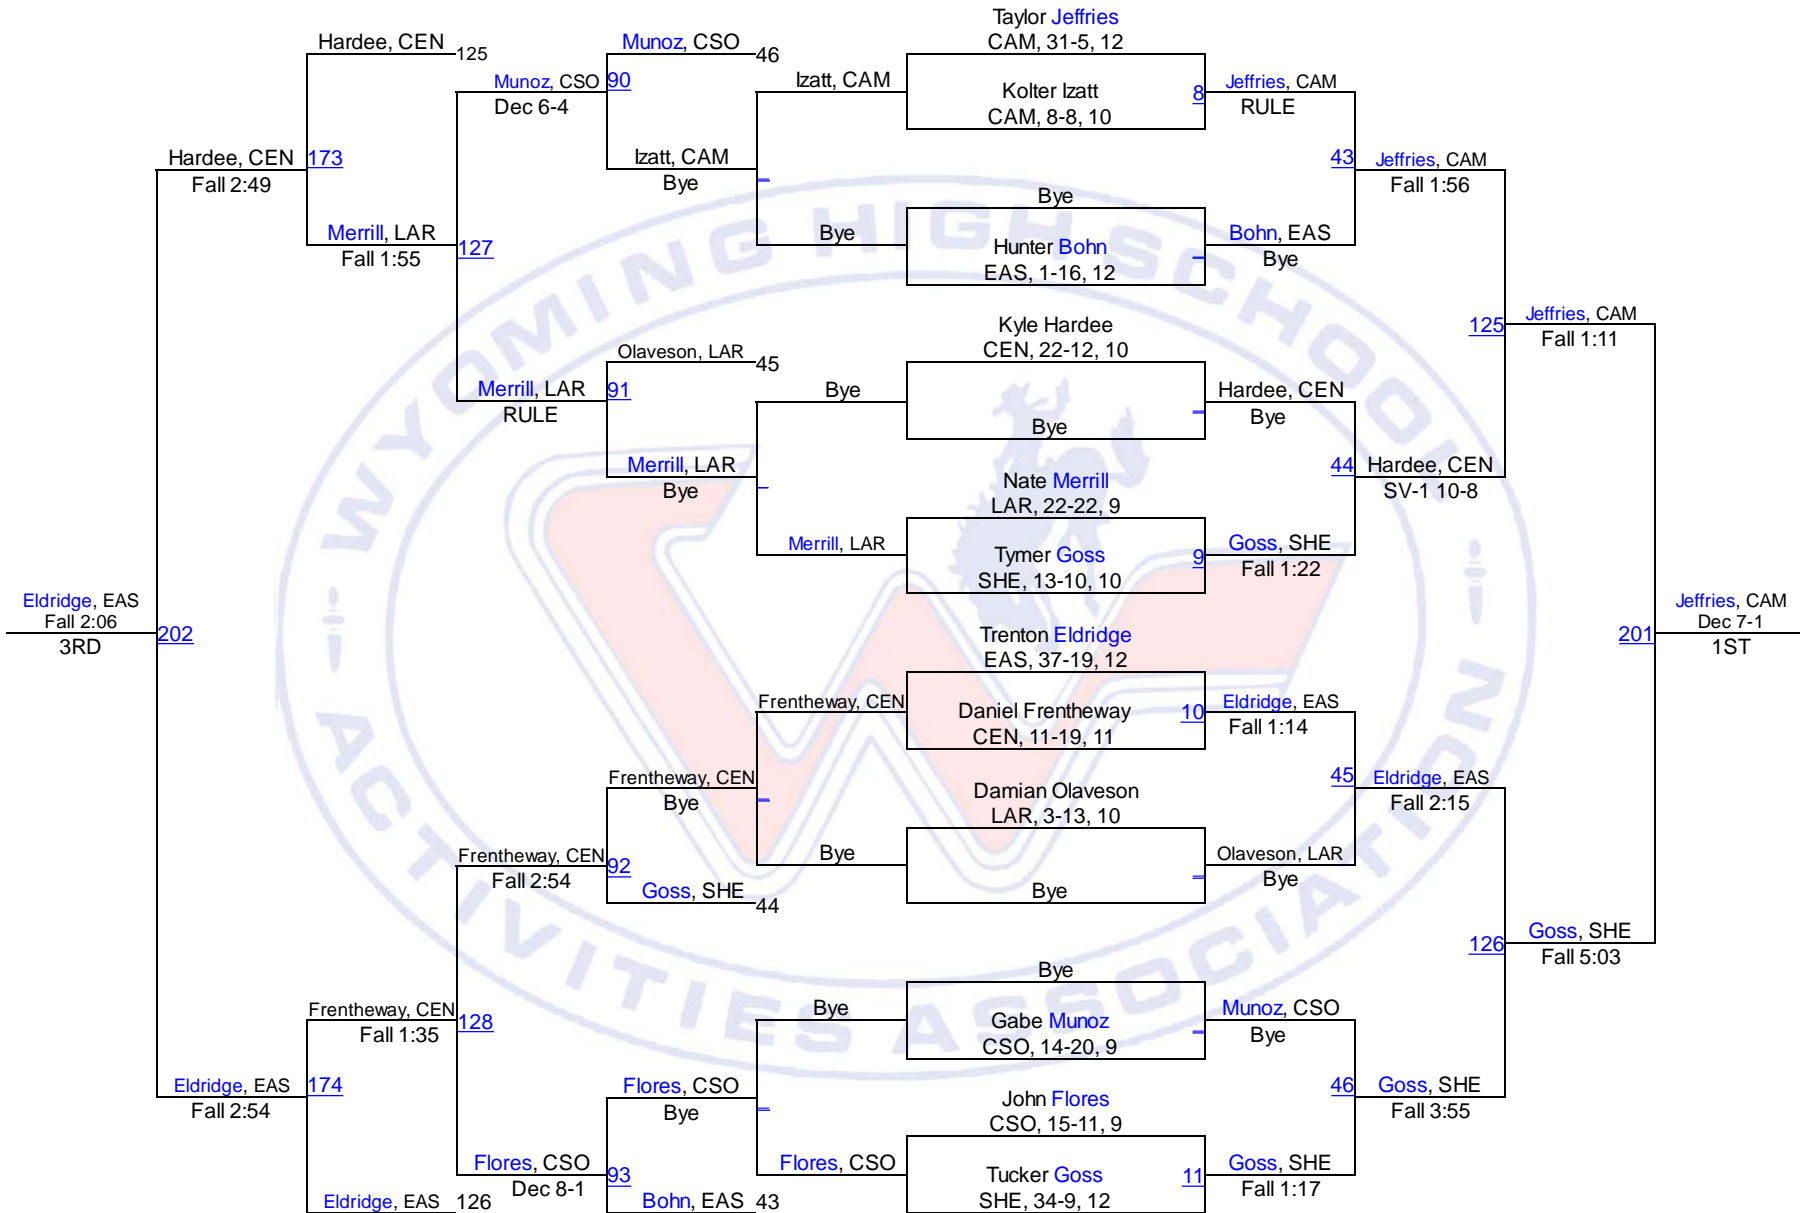 Taylor Jeffries
CAM, 31-5, 12
Hardee, CEN
125
Munoz, CSO
46
Izatt, CAM
Kolter Izatt
CAM, 8-8, 10
8
Jeffries, CAM
RULE
Munoz, CSO
90
Dec 6-4
Hardee, CEN
173
Fall 2:49
Izatt, CAM
Bye
43
Jeffries, CAM
Fall 1:56
Bye
Merrill, LAR
127
Fall 1:55
Bye
Hunter Bohn
EAS, 1-16, 12
Bohn, EAS
Bye
Kyle Hardee
CEN, 22-12, 10
125
Jeffries, CAM
Fall 1:11
Olaveson, LAR
45
Merrill, LAR
91
RULE
Bye
Hardee, CEN
Bye
Bye
Merrill, LAR
Bye
44
Hardee, CEN
SV-1 10-8
Nate Merrill
LAR, 22-22, 9
Merrill, LAR
Tymer Goss
SHE, 13-10, 10
9
Goss, SHE
Fall 1:22
Eldridge, EAS
Fall 2:06
202
3RD
201
Jeffries, CAM
Dec 7-1
1ST
Trenton Eldridge
EAS, 37-19, 12
Frentheway, CEN
Daniel Frentheway
CEN, 11-19, 11
10
Eldridge, EAS
Fall 1:14
Frentheway, CEN
Bye
45
Eldridge, EAS
Fall 2:15
Damian Olaveson
LAR, 3-13, 10
Frentheway, CEN
92
Fall 2:54
Bye
Olaveson, LAR
Bye
Bye
Goss, SHE
44
126
Goss, SHE
Fall 5:03
Bye
Frentheway, CEN
128
Fall 1:35
Bye
Gabe Munoz
CSO, 14-20, 9
Munoz, CSO
Bye
Eldridge, EAS
174
Fall 2:54
Flores, CSO
Bye
46
Goss, SHE
Fall 3:55
John Flores
CSO, 15-11, 9
Flores, CSO
93
Dec 8-1
Flores, CSO
Tucker Goss
SHE, 34-9, 12
11
Goss, SHE
Fall 1:17
Eldridge, EAS
126
Bohn, EAS
43
WYOMING HIGH SCHOOL
ACTIVITIES ASSOCIATION